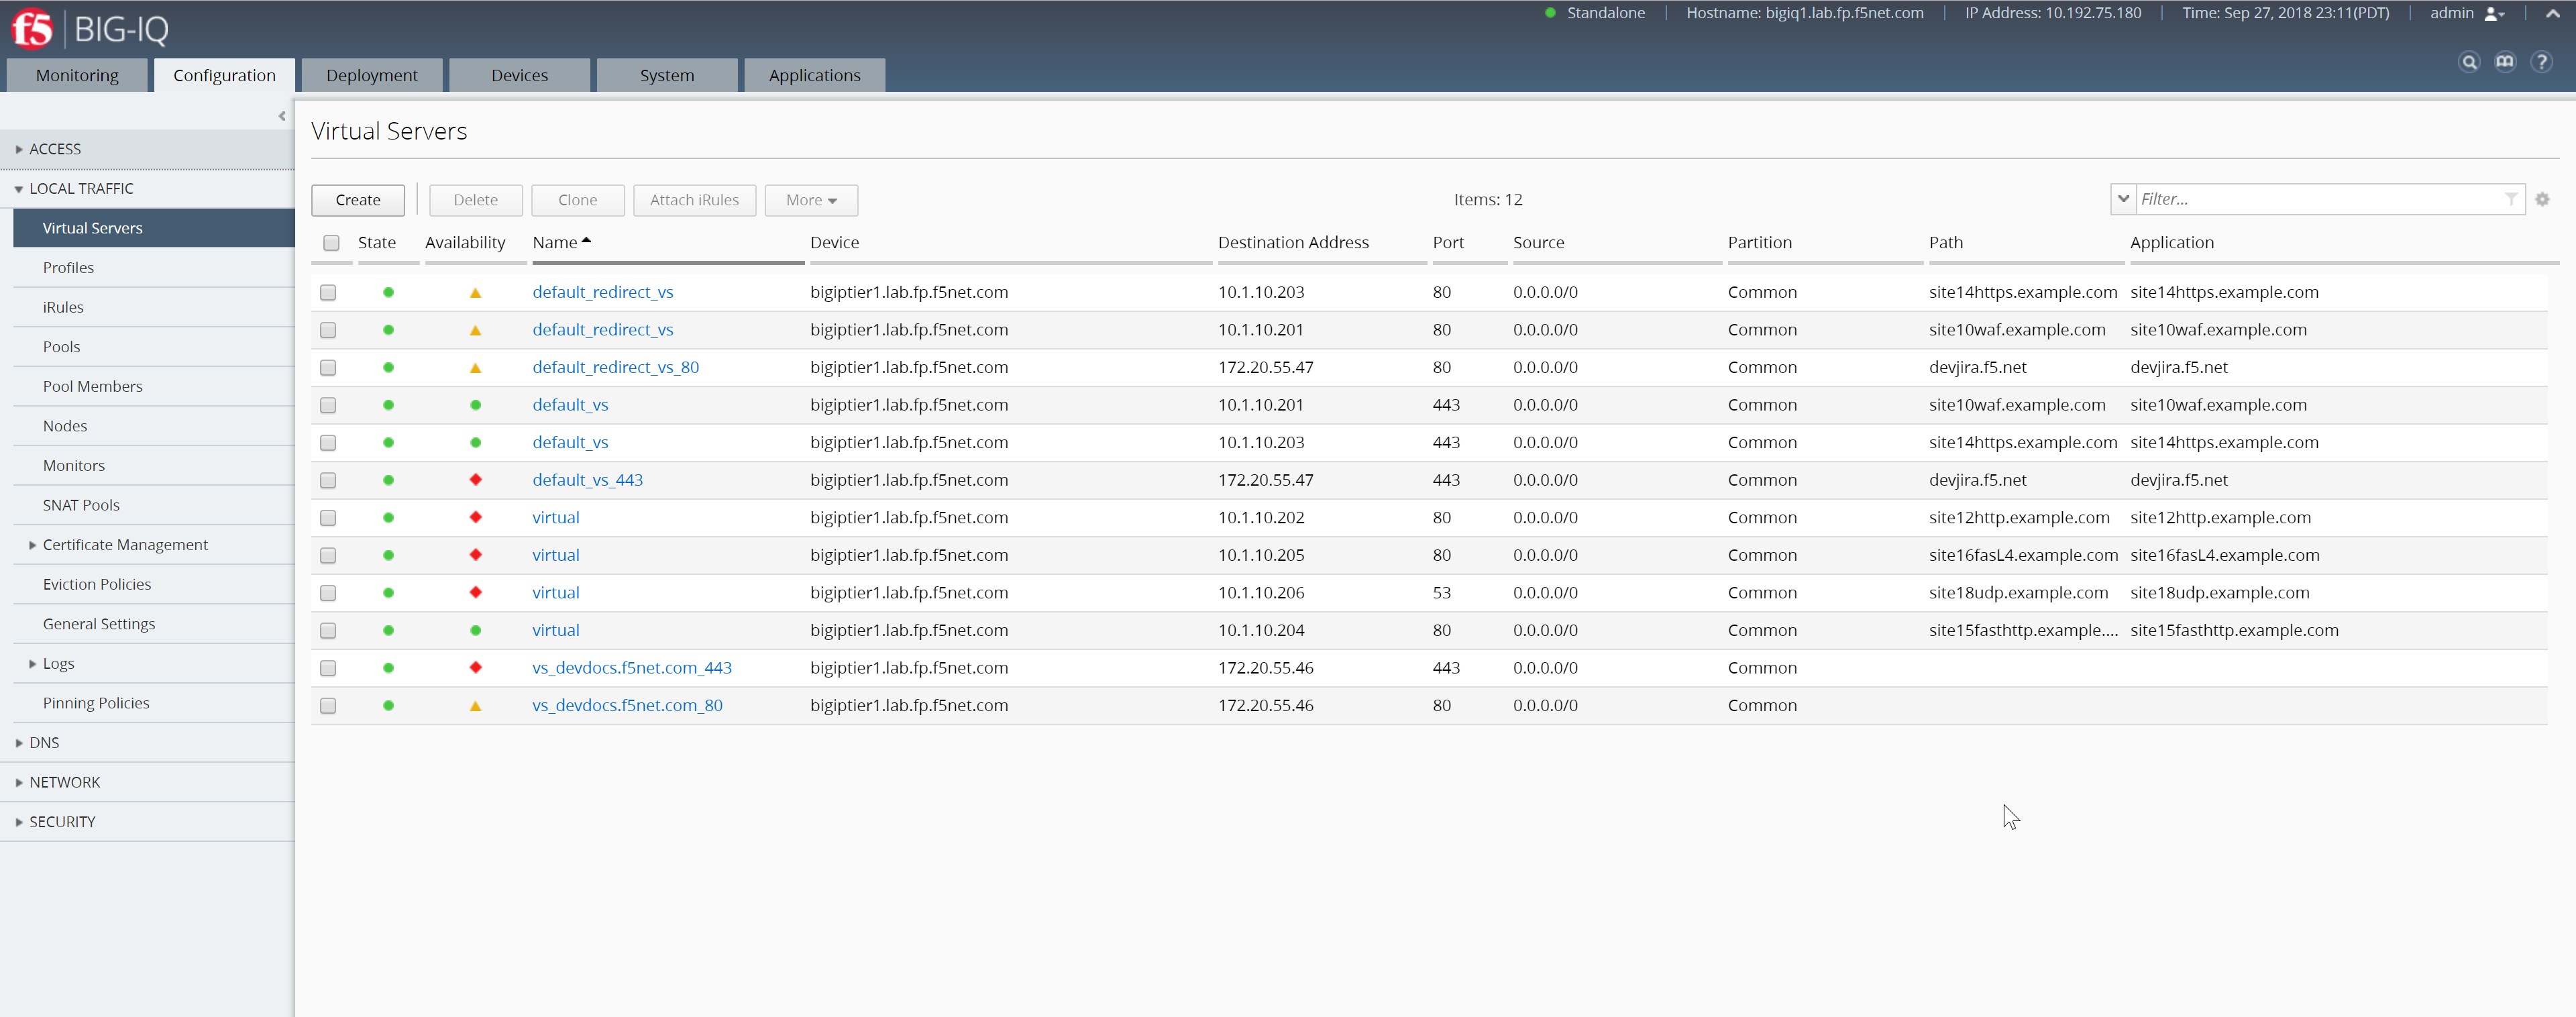 f5 BIG-IQ
Standalone Hostname: bigiq1.lab.fp.f5net.com IP Address: 10.192.75.180 Time: Sep 27, 2018 23:11(PDT) admin
Monitoring Configuration Deployment Devices System Applications
ACCESS
LOCAL TRAFFIC
Virtual Servers
Profiles
iRules
Pools
Pool Members
Nodes
Monitors
SNAT Pools
Certificate Management
Eviction Policies
General Settings
Logs
Pinning Policies
DNS
NETWORK
SECURITY
Virtual Servers
Create Delete Clone Attach iRules More Items: 12 Filter...
State Availability Name Device Destination Address Port Source Partition Path Application
default_redirect_vs bigiptier1.lab.fp.f5net.com 10.1.10.203 80 0.0.0.0/0 Common site14https.example.com site14https.example.com
default_redirect_vs bigiptier1.lab.fp.f5net.com 10.1.10.201 80 0.0.0.0/0 Common site10waf.example.com site10waf.example.com
default_redirect_vs_80 bigiptier1.lab.fp.f5net.com 172.20.55.47 80 0.0.0.0/0 Common devjira.f5.net devjira.f5.net
default_vs bigiptier1.lab.fp.f5net.com 10.1.10.201 443 0.0.0.0/0 Common site10waf.example.com site10waf.example.com
default_vs bigiptier1.lab.fp.f5net.com 10.1.10.203 443 0.0.0.0/0 Common site14https.example.com site14https.example.com
default_vs_443 bigiptier1.lab.fp.f5net.com 172.20.55.47 443 0.0.0.0/0 Common devjira.f5.net devjira.f5.net
virtual bigiptier1.lab.fp.f5net.com 10.1.10.202 80 0.0.0.0/0 Common site12http.example.com site12http.example.com
virtual bigiptier1.lab.fp.f5net.com 10.1.10.205 80 0.0.0.0/0 Common site16fasL4.example.com site16fasL4.example.com
virtual bigiptier1.lab.fp.f5net.com 10.1.10.206 53 0.0.0.0/0 Common site18udp.example.com site18udp.example.com
virtual bigiptier1.lab.fp.f5net.com 10.1.10.204 80 0.0.0.0/0 Common site15fasthttp.example.... site15fasthttp.example.com
vs_devdocs.f5net.com_443 bigiptier1.lab.fp.f5net.com 172.20.55.46 443 0.0.0.0/0 Common
vs_devdocs.f5net.com_80 bigiptier1.lab.fp.f5net.com 172.20.55.46 80 0.0.0.0/0 Common